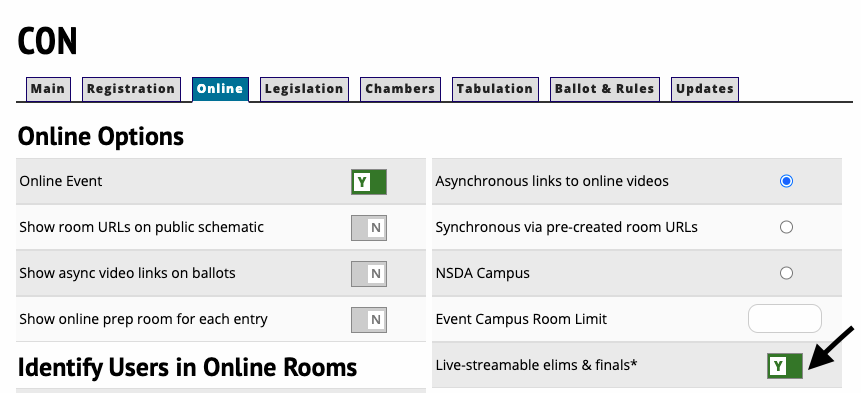 CON
Main Registration Online Legislation Chambers Tabulation Ballot & Rules Updates
Online Options
Online Event Y
Show room URLs on public schematic N
Show async video links on ballots N
Show online prep room for each entry N
Identify Users in Online Rooms
Asynchronous links to online videos
Synchronous via pre-created room URLs
NSDA Campus
Event Campus Room Limit
Live-streamable elims & finals* Y